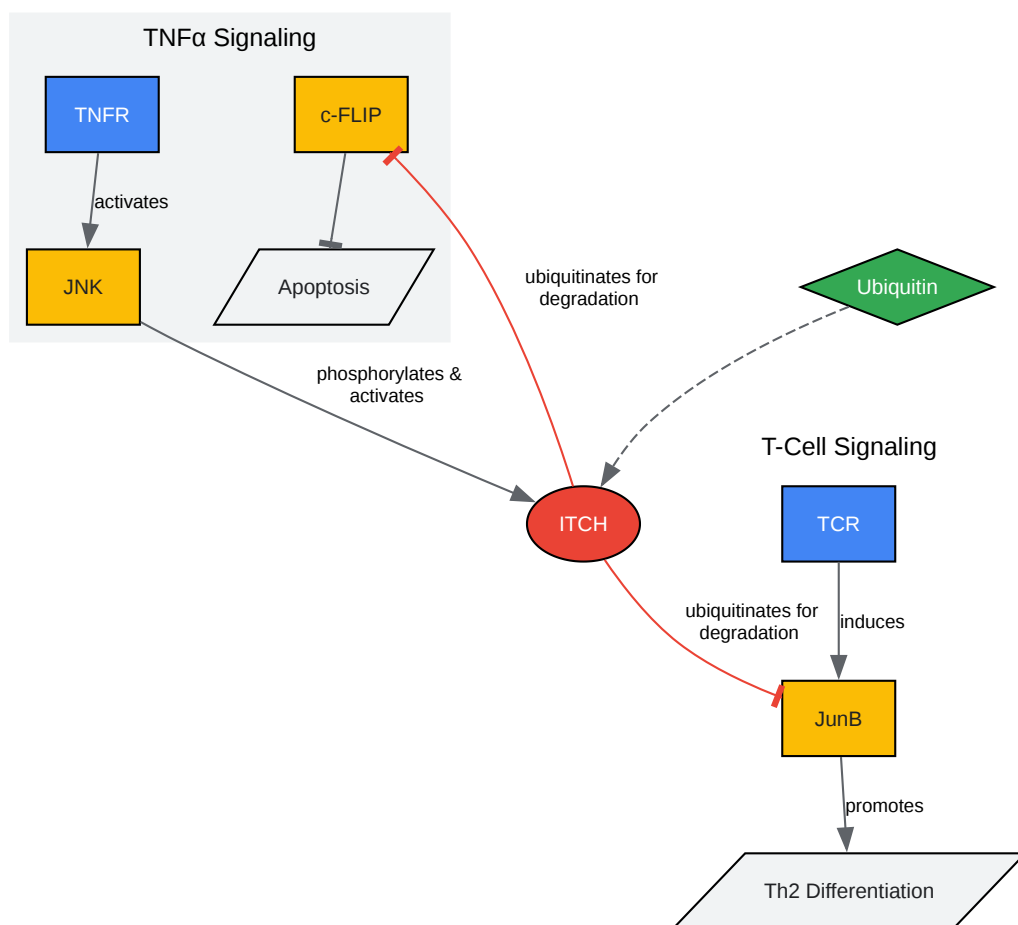 TNFα Signaling
TNFR
c-FLIP
activates
JNK
Apoptosis
ubiquitinates for
degradation
Ubiquitin
phosphorylates &
activates
T-Cell Signaling
ITCH
TCR
ubiquitinates for
degradation
induces
JunB
promotes
Th2 Differentiation